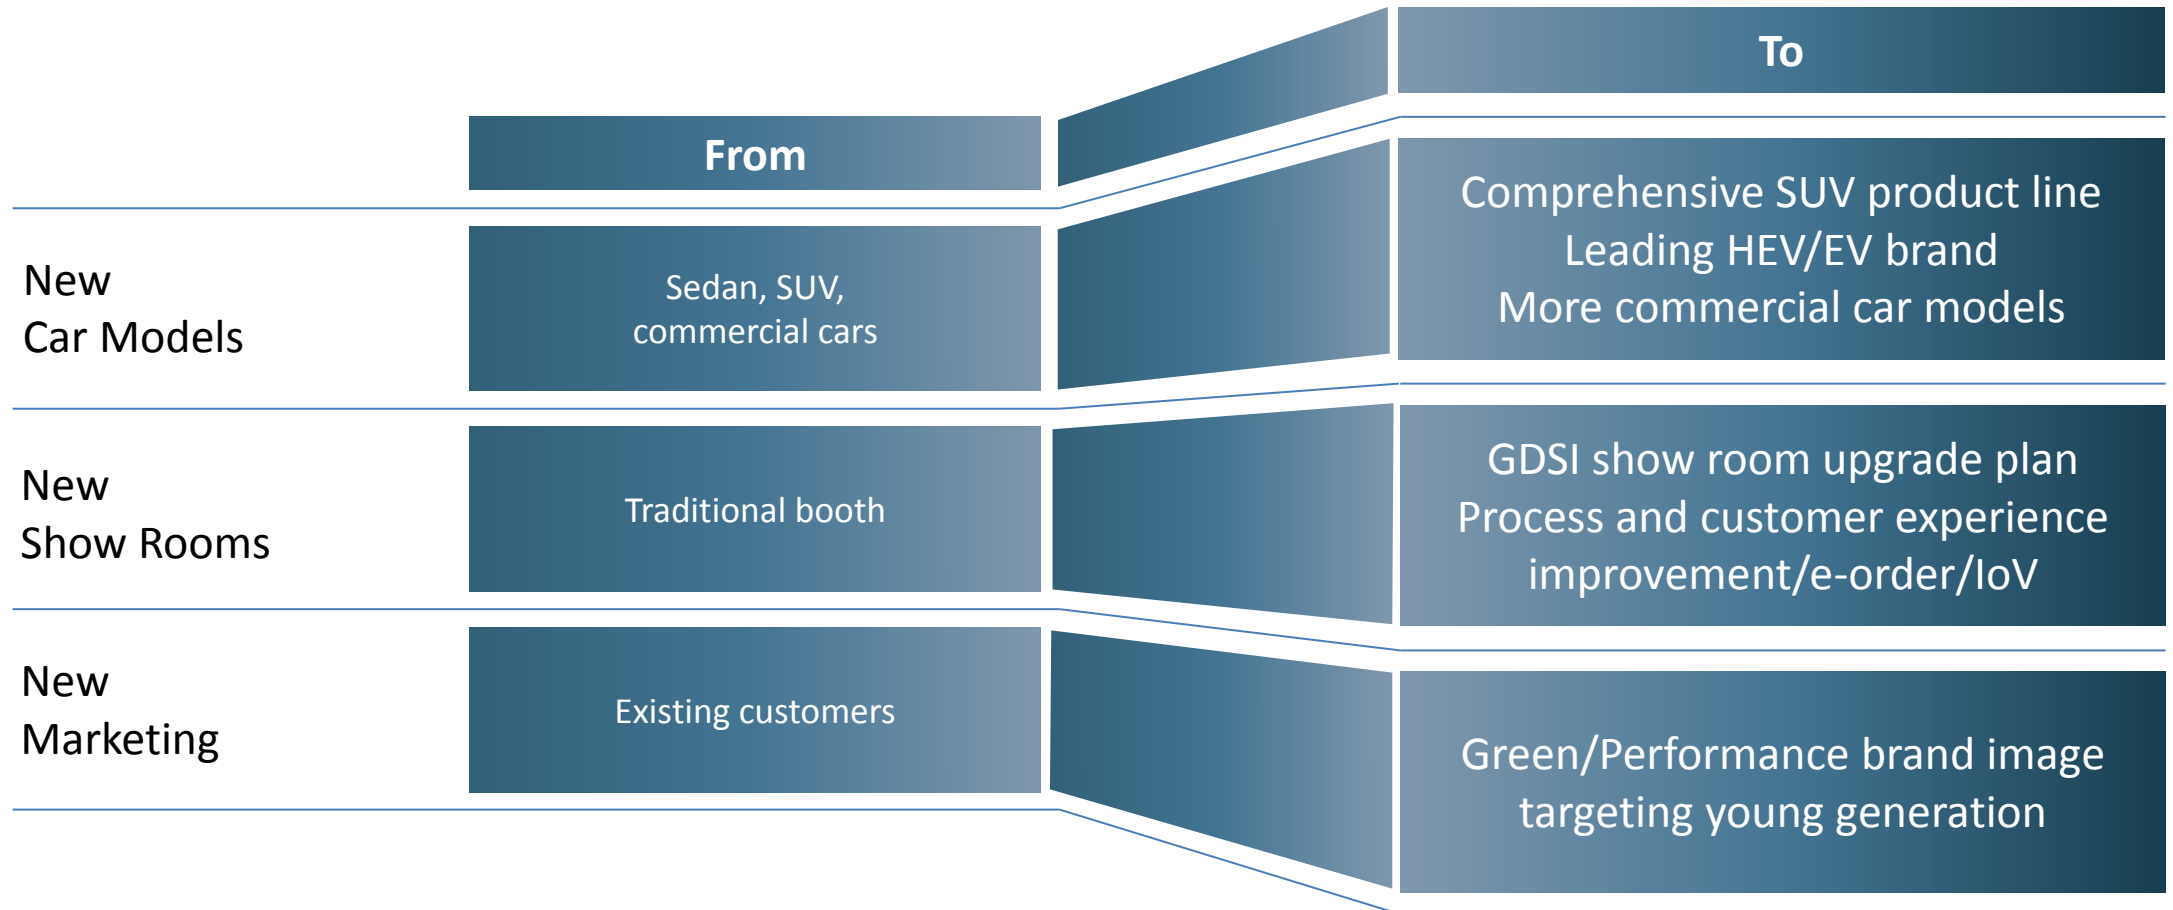 To
From
New
Car Models
Sedan, SUV,
commercial cars
Comprehensive SUV product line
Leading HEV/EV brand
More commercial car models
New
Show Rooms
Traditional booth
GDSI show room upgrade plan
Process and customer experience
improvement/e-order/IoV
New
Marketing
Existing customers
Green/Performance brand image
targeting young generation